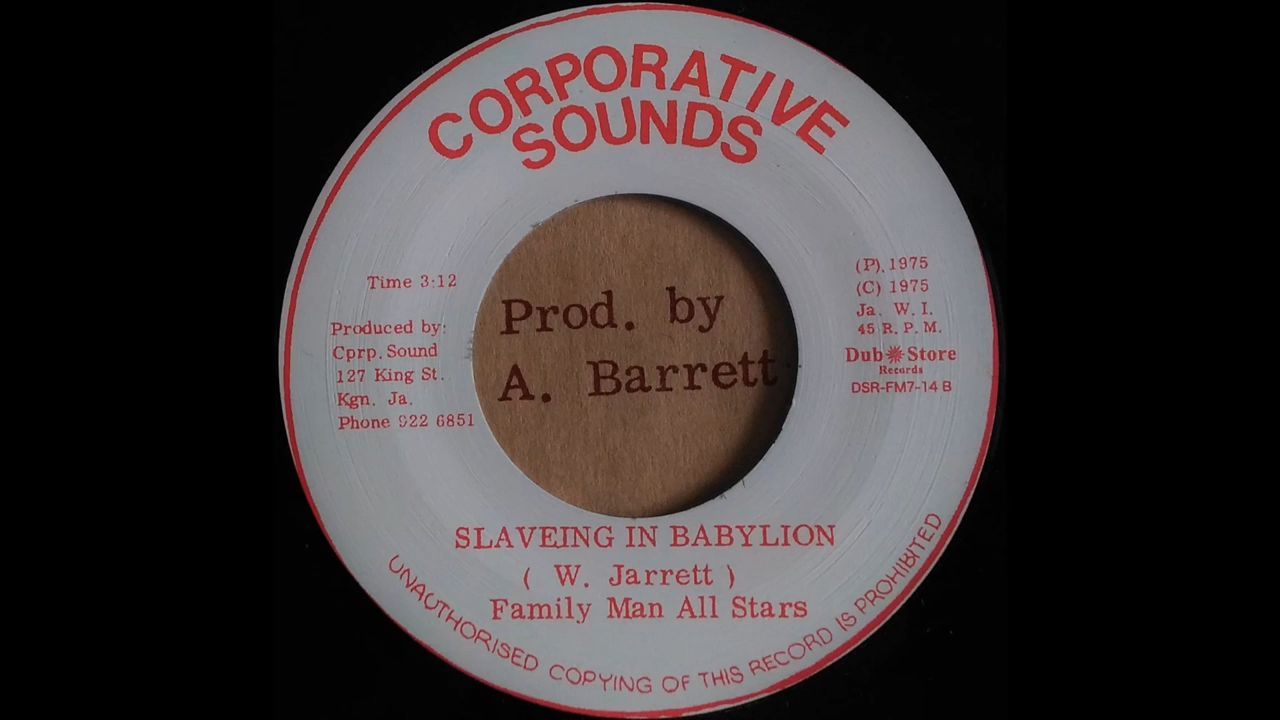 CORPORATIVE
SOUNDS
Time 3:12
Produced by:
Cprp. Sound
127 King St.
Kgn. Ja.
Phone 922 6851
Prod. by
A. Barrett
(P). 1975
(C) 1975
Ja. W. I.
45 R. P. M.
Dub Store
Records
DSR-FM7-14 B
SLAVEING IN BABYLION
( W. Jarrett )
Family Man All Stars
UNAUTHORISED COPYING OF THIS RECORD IS PROHIBITED